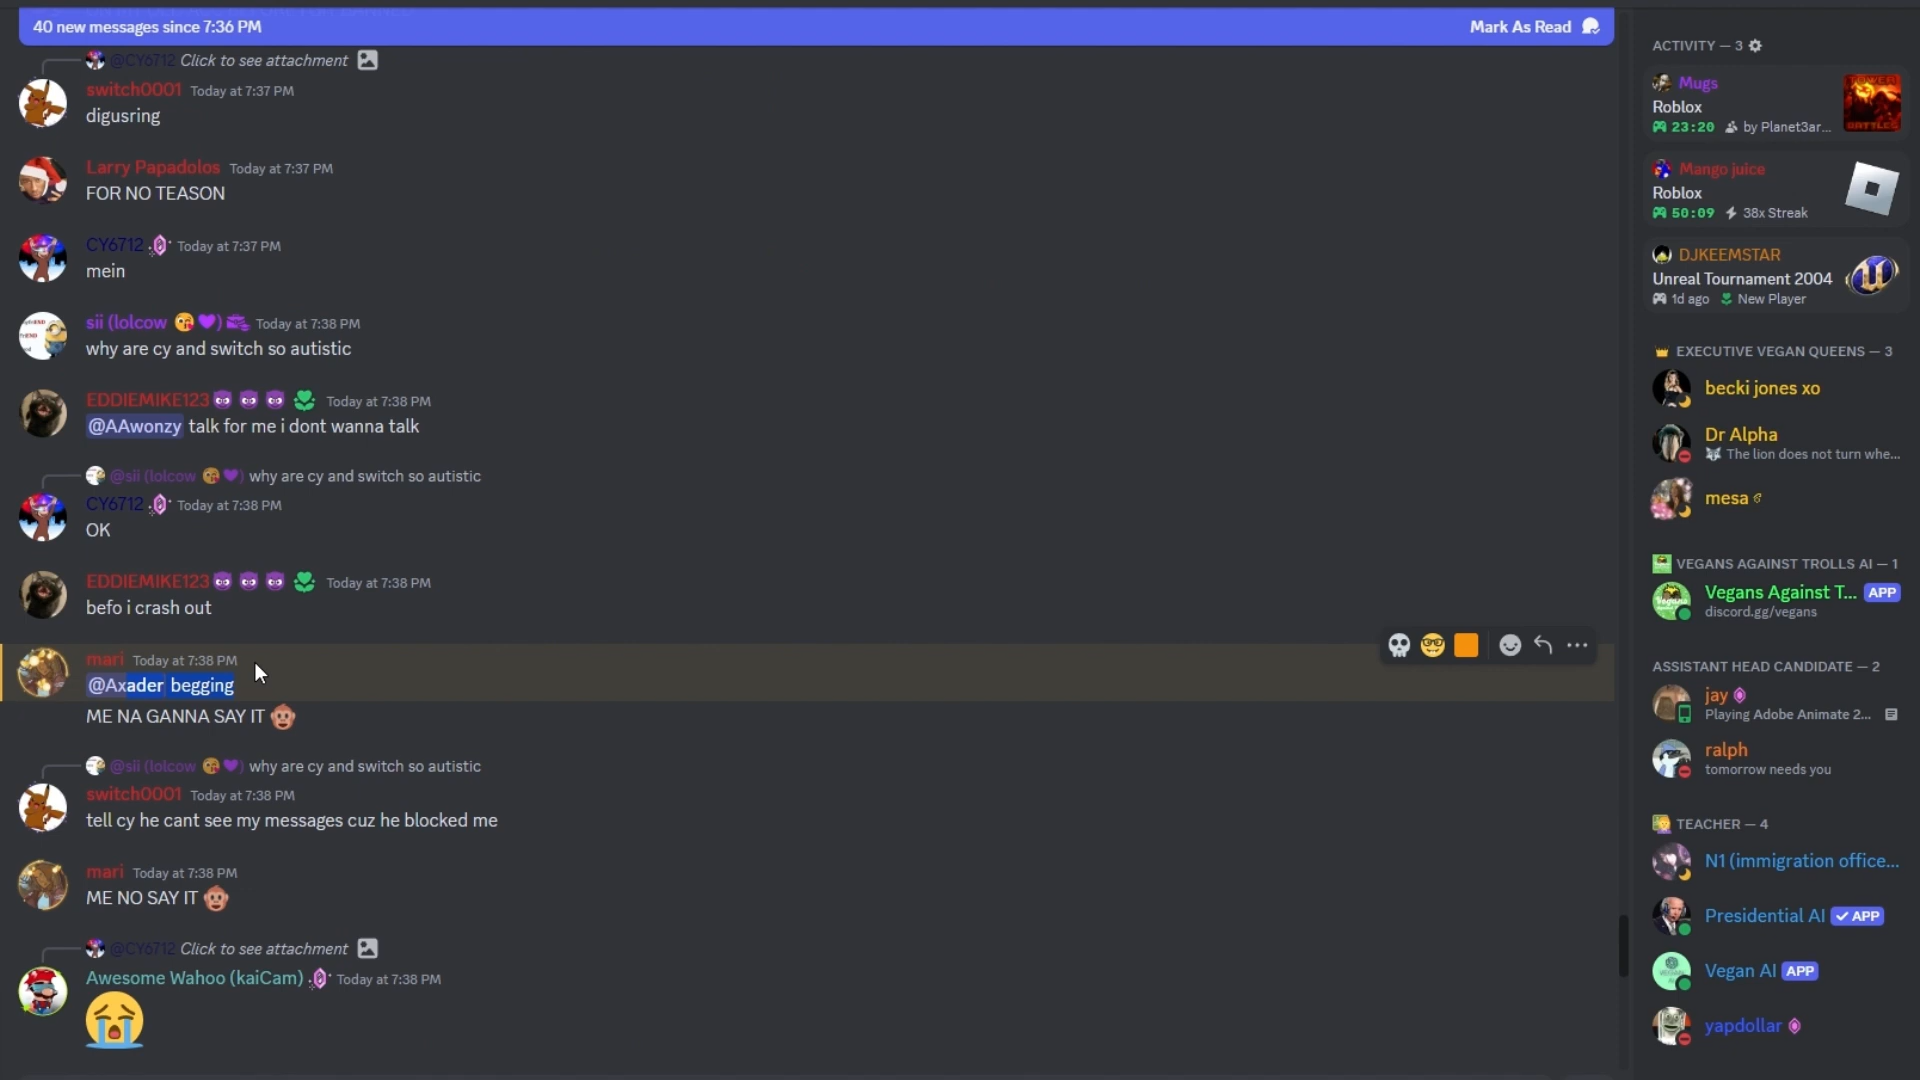 40 new messages since 7:36 PM
Mark As Read
@CY6712 Click to see attachment
switch0001 Today at 7:37 PM
digusring
Larry Papadolos Today at 7:37 PM
FOR NO TEASON
CY6712 Today at 7:37 PM
mein
sii (lolcow 😘💜) Today at 7:38 PM
why are cy and switch so autistic
EDDIEMIKE123😈😈😈 Today at 7:38 PM
@AAwonzy talk for me i dont wanna talk
@sii (lolcow 😘💜) why are cy and switch so autistic
CY6712 Today at 7:38 PM
OK
EDDIEMIKE123😈😈😈 Today at 7:38 PM
befo i crash out
mari Today at 7:38 PM
@Axader begging
ME NA GANNA SAY IT 🐵
@sii (lolcow 😘💜) why are cy and switch so autistic
switch0001 Today at 7:38 PM
tell cy he cant see my messages cuz he blocked me
mari Today at 7:38 PM
ME NO SAY IT 🐵
@CY6712 Click to see attachment
Awesome Wahoo (kaiCam) Today at 7:38 PM
😭
ACTIVITY — 3
Mugs
Roblox
23:20 by Planet3ar...
TOWER
BATTLES
Mango juice
Roblox
50:09 38x Streak
DJKEEMSTAR
Unreal Tournament 2004
1d ago New Player
EXECUTIVE VEGAN QUEENS — 3
becki jones xo
Dr Alpha
The lion does not turn whe...
mesa
VEGANS AGAINST TROLLS AI — 1
Vegans Against T... APP
discord.gg/vegans
ASSISTANT HEAD CANDIDATE — 2
jay
Playing Adobe Animate 2...
ralph
tomorrow needs you
TEACHER — 4
N1 (immigration office...
Presidential AI APP
Vegan AI APP
yapdollar